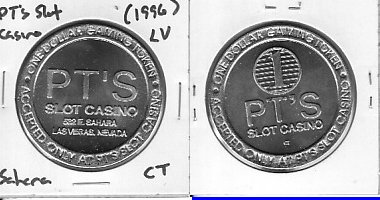 PT's Slot
Casino
(1996)
LV
ONE DOLLAR GAMING TOKEN
PT'S
SLOT CASINO
532 E. SAHARA
LAS VEGAS, NEVADA
ACCEPTED ONLY AT PT'S SLOT CASINO
Sahara
CT
ONE DOLLAR GAMING TOKEN
1
PT'S
SLOT CASINO
ACCEPTED ONLY AT PT'S SLOT CASINO